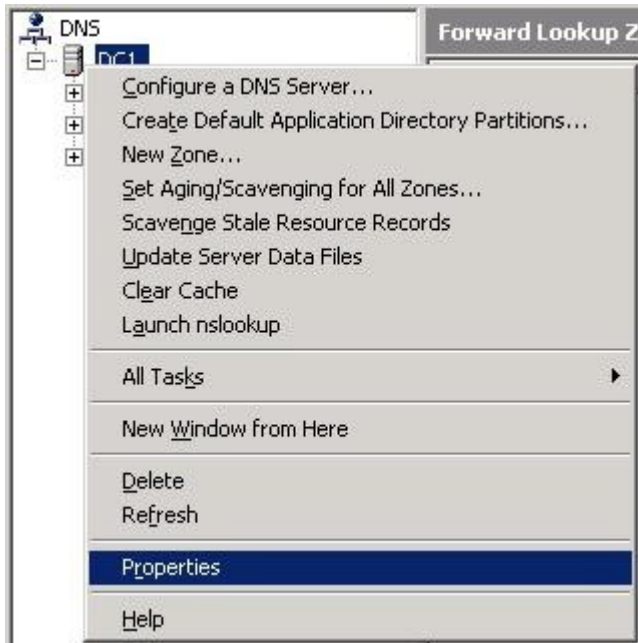 DNS
Forward Lookup Z
DC1
Configure a DNS Server...
Create Default Application Directory Partitions...
New Zone...
Set Aging/Scavenging for All Zones...
Scavenge Stale Resource Records
Update Server Data Files
Clear Cache
Launch nslookup
All Tasks
New Window from Here
Delete
Refresh
Properties
Help